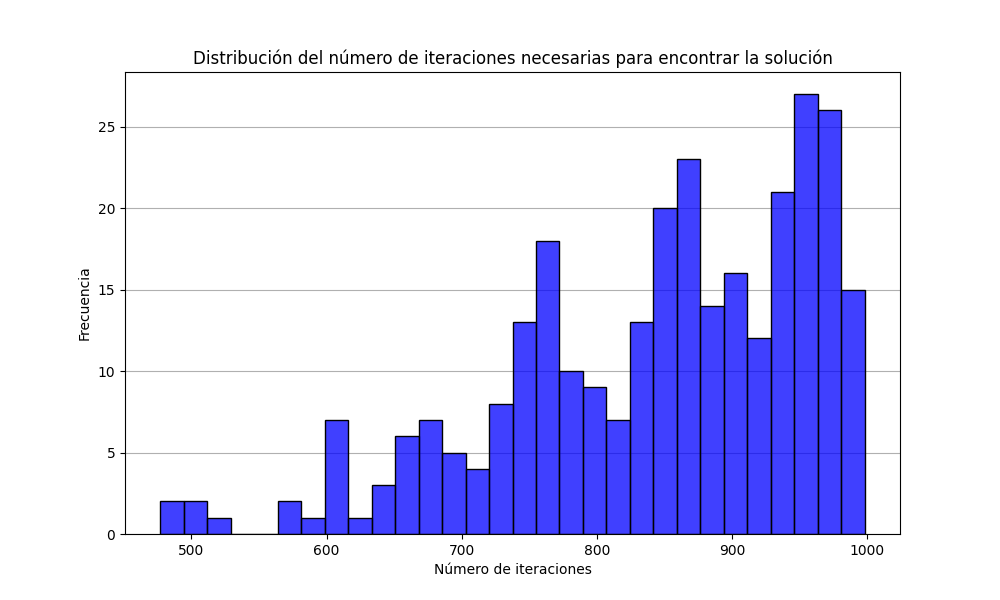 Distribución del número de iteraciones necesarias para encontrar la solución
Frecuencia
25
20
15
10
5
0
500 600 700 800 900 1000
Número de iteraciones